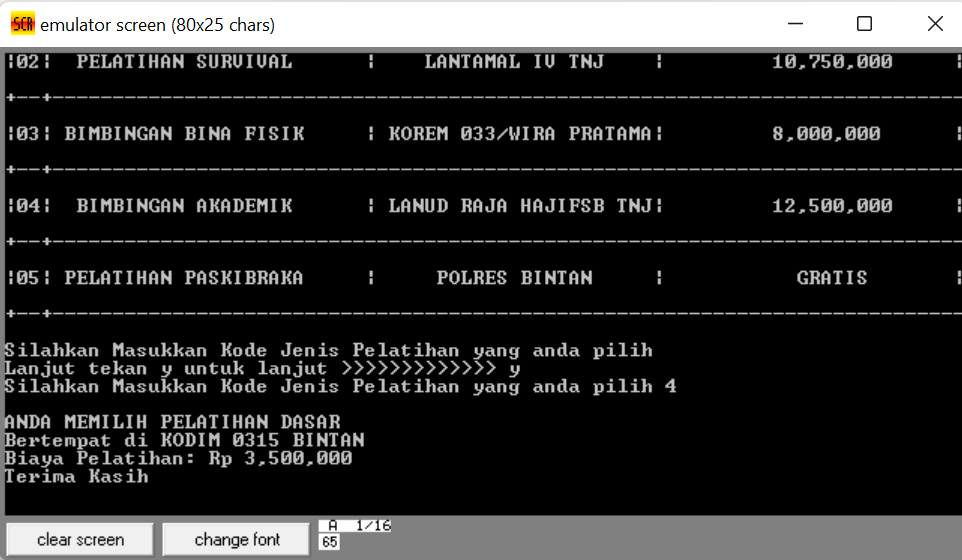 SCR emulator screen (80x25 chars)
|02|  PELATIHAN SURVIVAL      |    LANTAMAL IV TNJ    |         10,750,000     |
+--+----------------------------------------------------------------------------
|03| BIMBINGAN BINA FISIK     | KOREM 033/WIRA PRATAMA|         8,000,000      |
+--+----------------------------------------------------------------------------
|04|  BIMBINGAN AKADEMIK      | LANUD RAJA HAJIFSB TNJ|         12,500,000     |
+--+----------------------------------------------------------------------------
|05| PELATIHAN PASKIBRAKA     |     POLRES BINTAN     |           GRATIS       |
+--+----------------------------------------------------------------------------
Silahkan Masukkan Kode Jenis Pelatihan yang anda pilih
Lanjut tekan y untuk lanjut >>>>>>>>>>>>> y
Silahkan Masukkan Kode Jenis Pelatihan yang anda pilih 4
ANDA MEMILIH PELATIHAN DASAR
Bertempat di KODIM 0315 BINTAN
Biaya Pelatihan: Rp 3,500,000
Terima Kasih
clear screen change font A 1/16
65